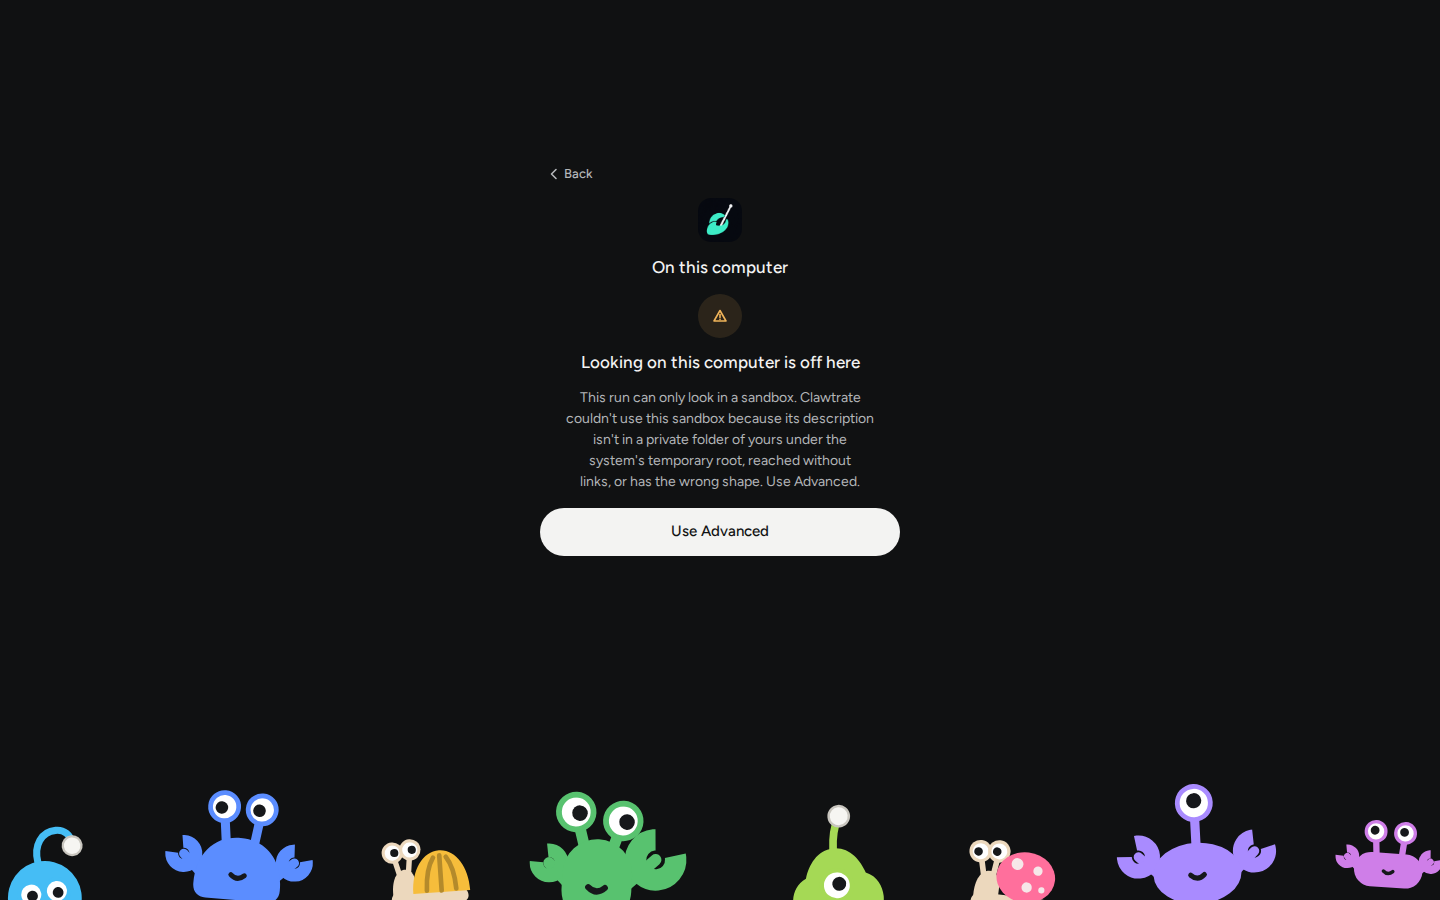 Back
On this computer
Looking on this computer is off here
This run can only look in a sandbox. Clawtrate
couldn't use this sandbox because its description
isn't in a private folder of yours under the
system's temporary root, reached without
links, or has the wrong shape. Use Advanced.
Use Advanced